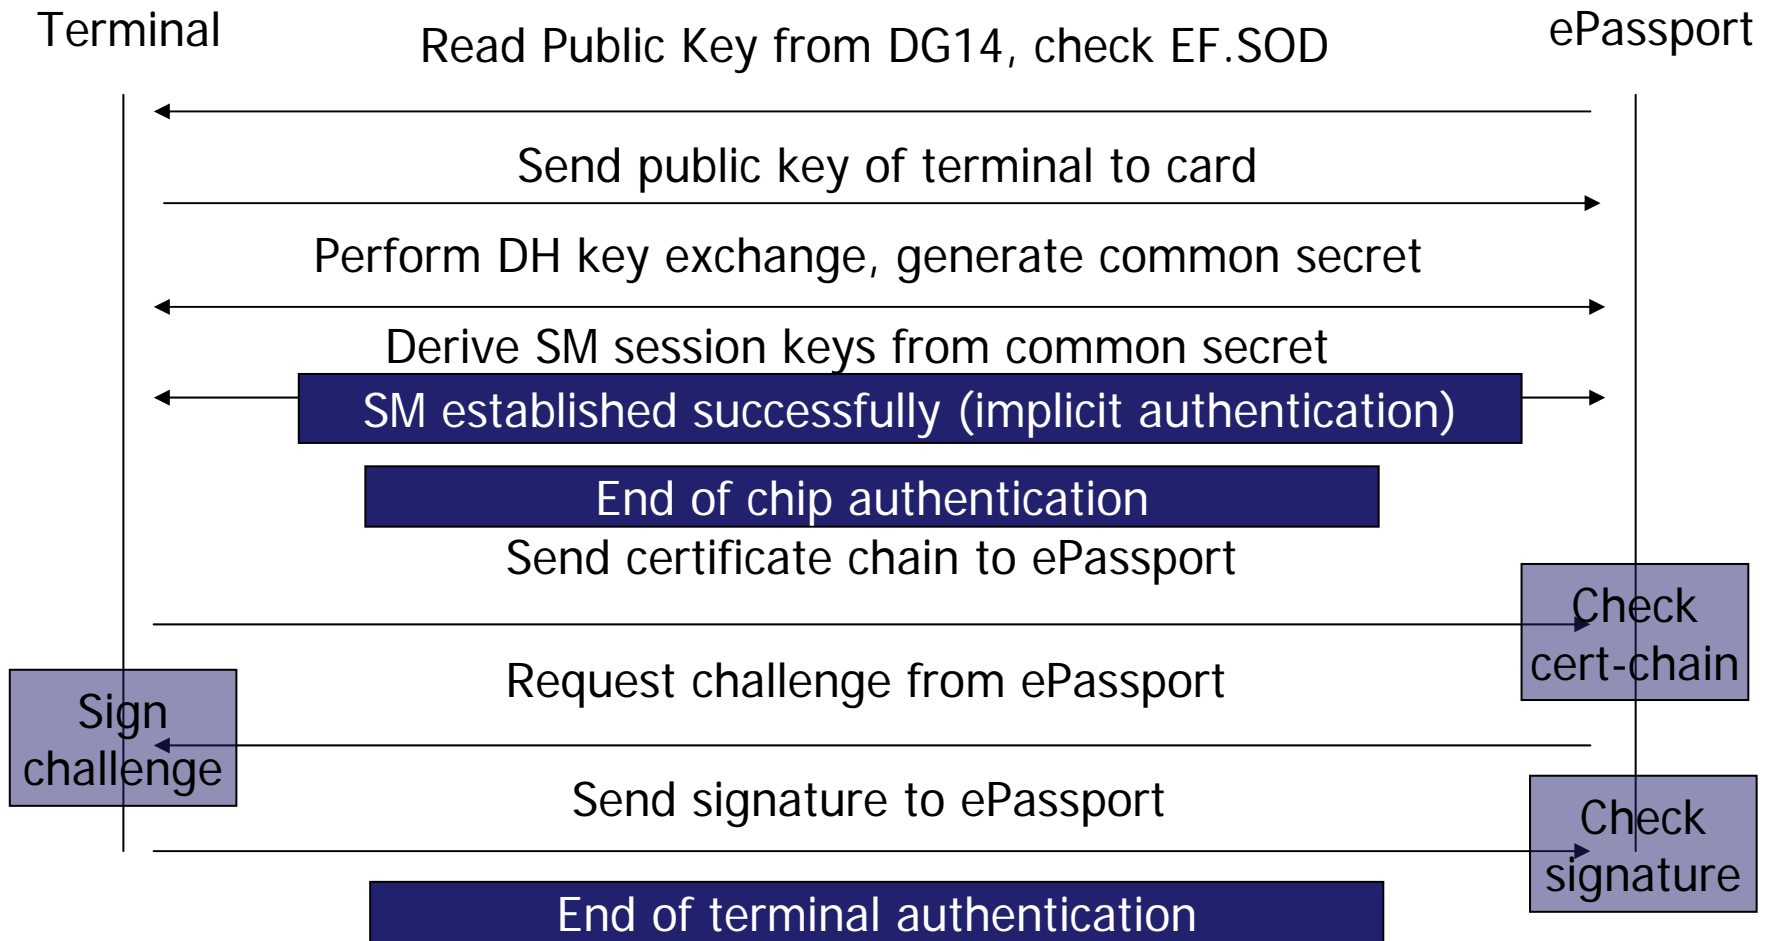 Terminal
ePassport
Read Public Key from DG14, check EF.SOD
Send public key of terminal to card
Perform DH key exchange, generate common secret
Derive SM session keys from common secret
SM established successfully (implicit authentication)
End of chip authentication
Send certificate chain to ePassport
Check
cert-chain
Request challenge from ePassport
Sign
challenge
Send signature to ePassport
Check
signature
End of terminal authentication